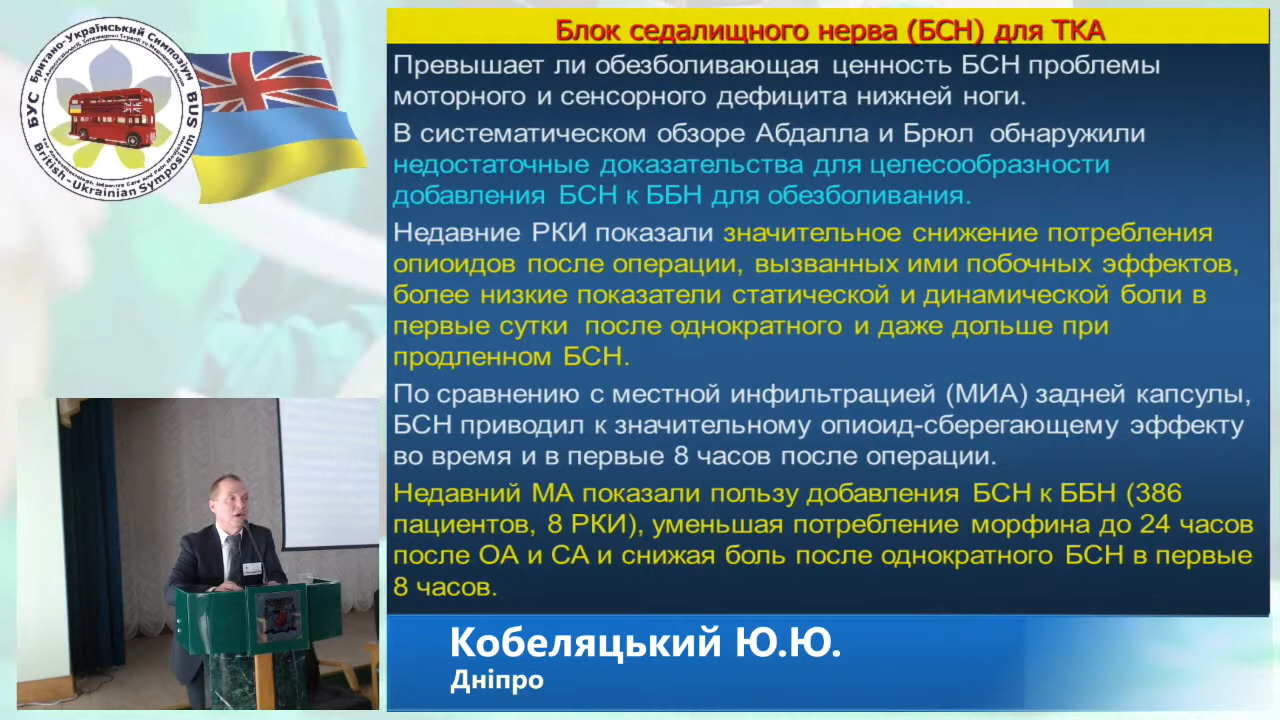 Британо-Український Симпозіум
БУС
BUS
British-Ukrainian Symposium
Блок седалищного нерва (БСН) для ТКА
Превышает ли обезболивающая ценность БСН проблемы
моторного и сенсорного дефицита нижней ноги.
В систематическом обзоре Абдалла и Брюл обнаружили
недостаточные доказательства для целесообразности
добавления БСН к ББН для обезболивания.
Недавние РКИ показали значительное снижение потребления
опиоидов после операции, вызванных ими побочных эффектов,
более низкие показатели статической и динамической боли в
первые сутки после однократного и даже дольше при
продленном БСН.
По сравнению с местной инфильтрацией (МИА) задней капсулы,
БСН приводил к значительному опиоид-сберегающему эффекту
во время и в первые 8 часов после операции.
Недавний МА показали пользу добавления БСН к ББН (386
пациентов, 8 РКИ), уменьшая потребление морфина до 24 часов
после ОА и СА и снижая боль после однократного БСН в первые
8 часов.
Кобеляцький Ю.Ю.
Дніпро